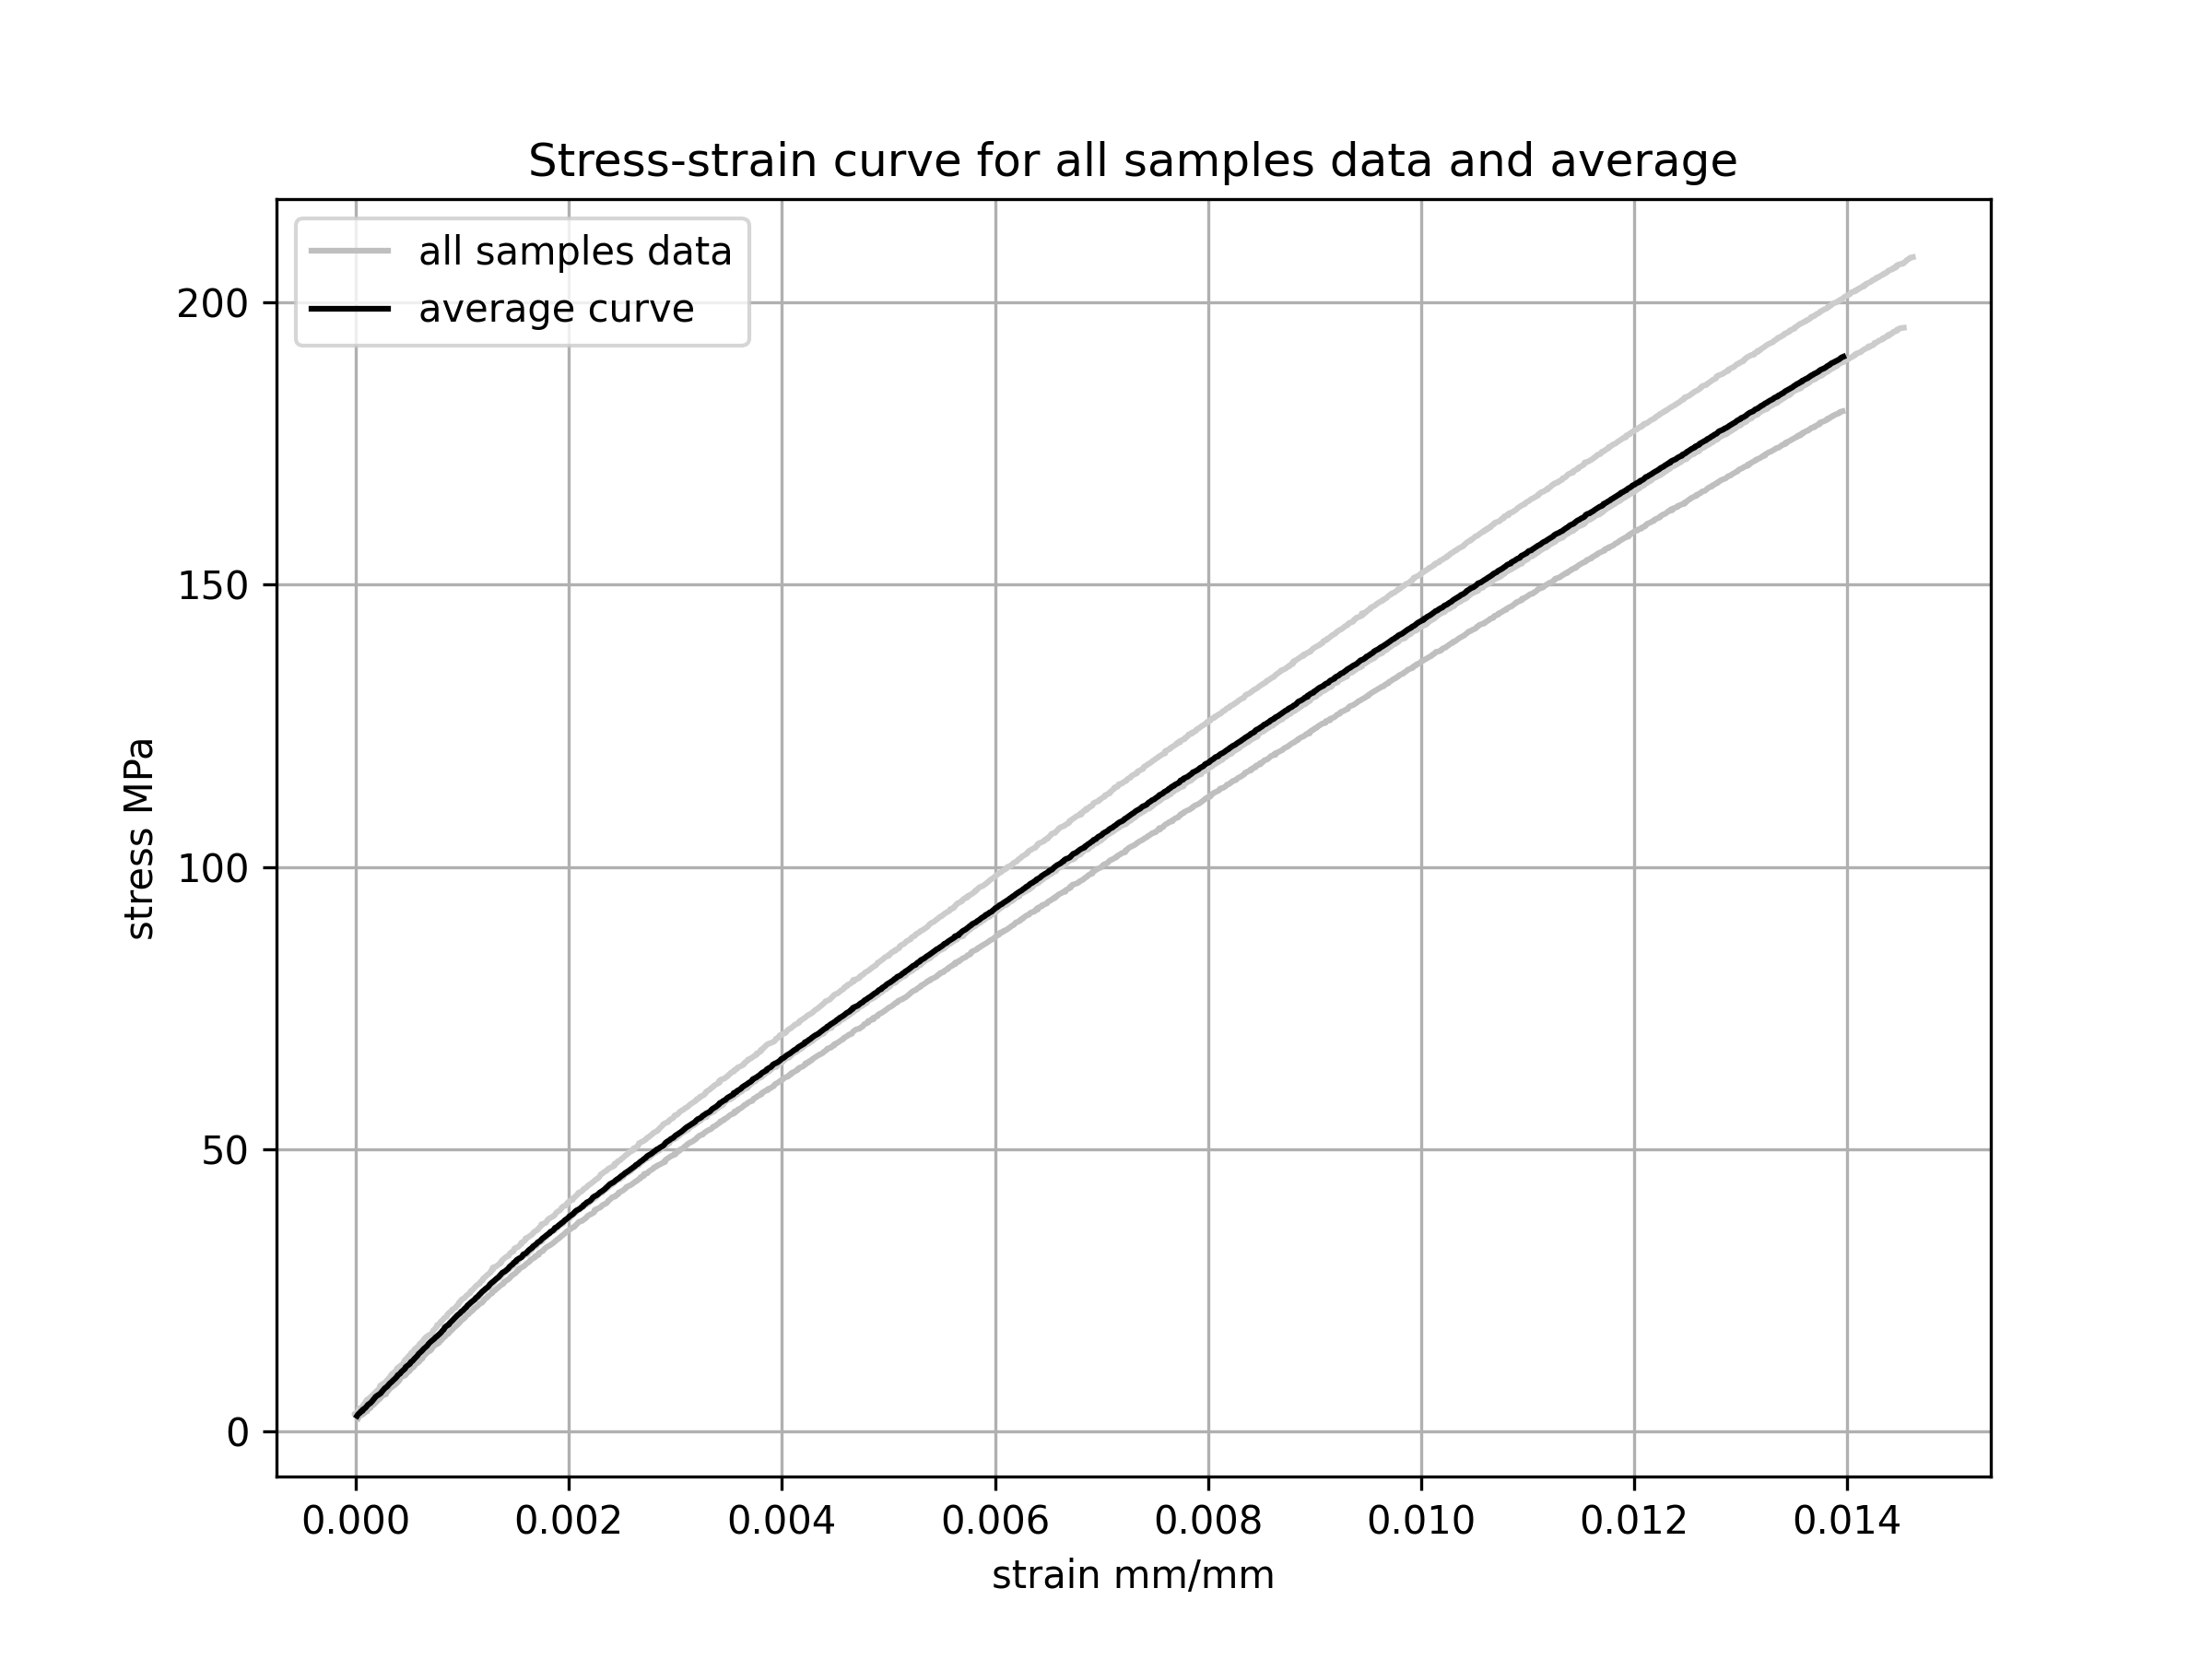 Stress-strain curve for all samples data and average
all samples data
average curve
200
150
100
50
0
stress MPa
0.000 0.002 0.004 0.006 0.008 0.010 0.012 0.014
strain mm/mm